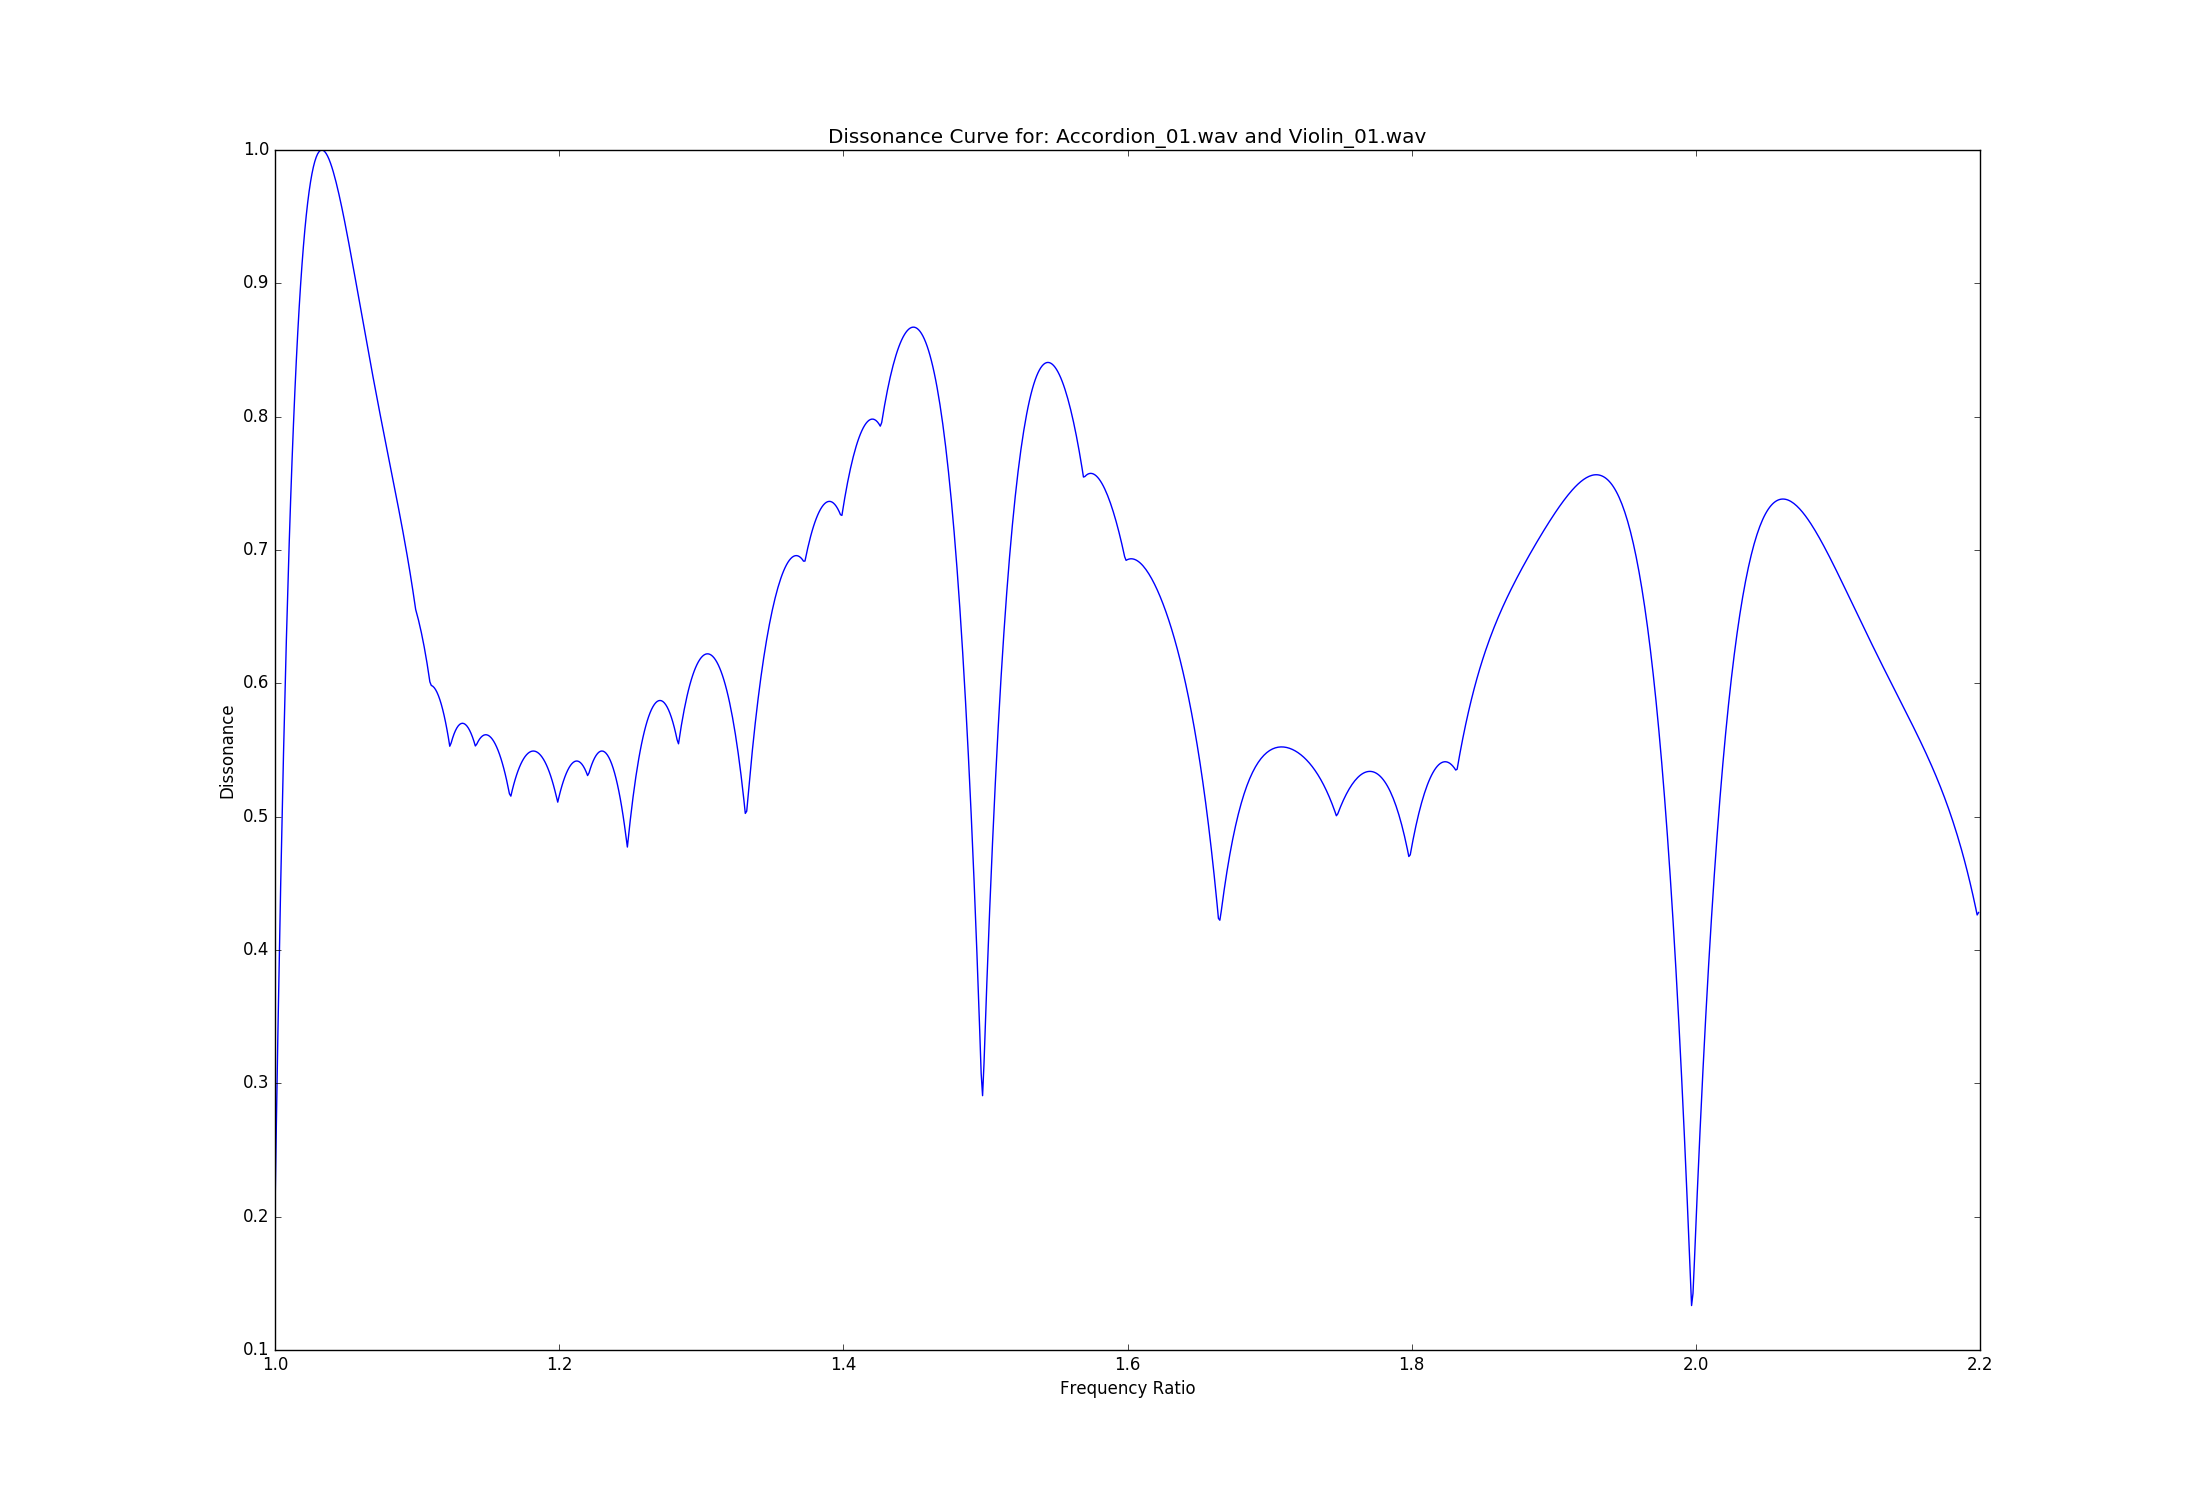 Dissonance Curve for: Accordion_01.wav and Violin_01.wav
1.0
0.9
0.8
0.7
0.6
0.5
0.4
0.3
0.2
0.1
Dissonance
1.0 1.2 1.4 1.6 1.8 2.0 2.2
Frequency Ratio